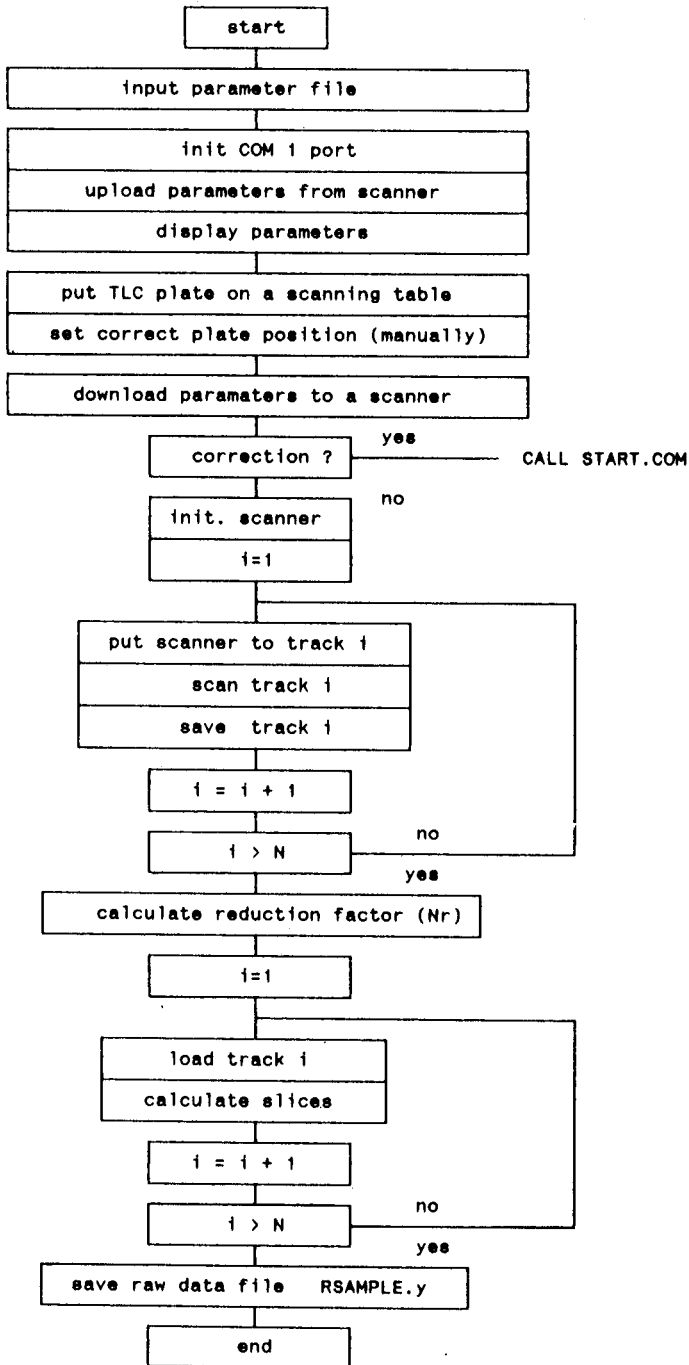 start
input parameter file
init COM 1 port
upload parameters from scanner
display parameters
put TLC plate on a scanning table
set correct plate position (manually)
download paramaters to a scanner
correction ?
yes
CALL START.COM
no
init. scanner
i=1
put scanner to track i
scan track i
save track i
i = i + 1
i > N
no
yes
calculate reduction factor (Nr)
i=1
load track i
calculate slices
i = i + 1
i > N
no
yes
save raw data file RSAMPLE.y
end